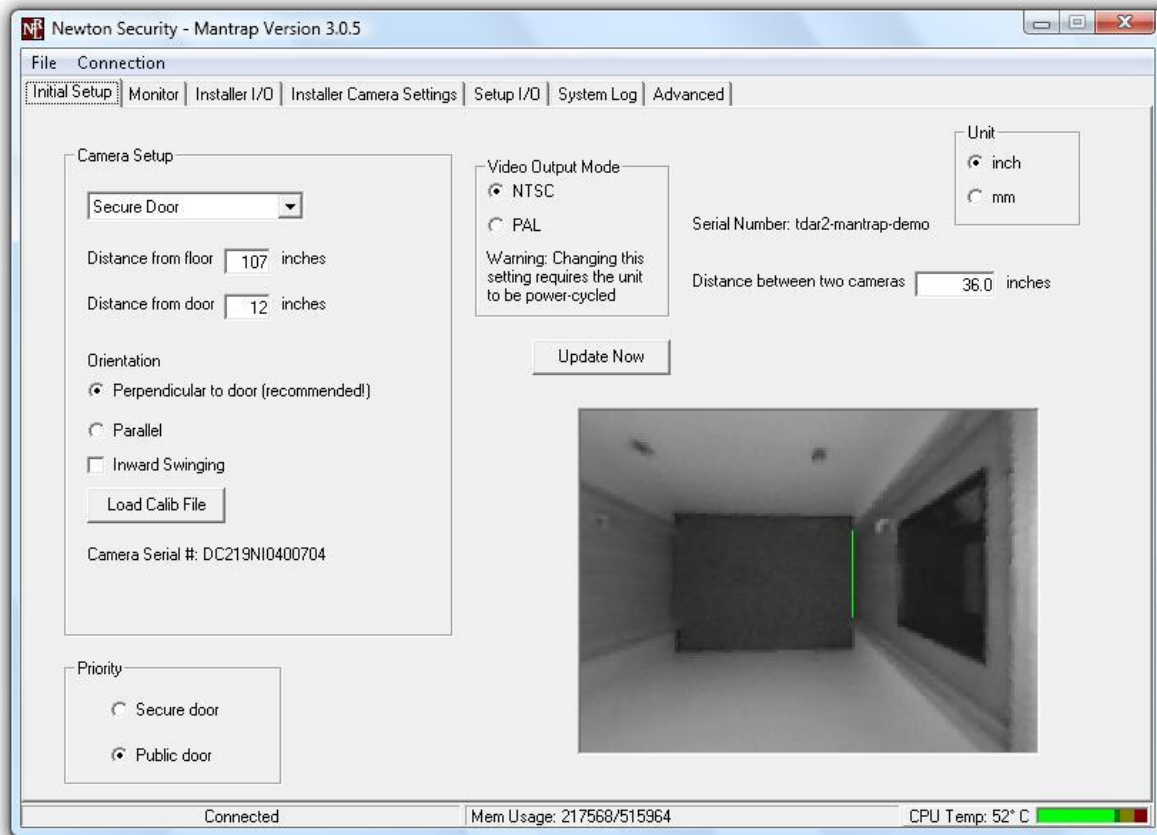 Newton Security - Mantrap Version 3.0.5
File Connection
Initial Setup Monitor Installer I/O Installer Camera Settings Setup I/O System Log Advanced
Camera Setup
Secure Door
Distance from floor 107 inches
Distance from door 12 inches
Orientation
Perpendicular to door (recommended!)
Parallel
Inward Swinging
Load Calib File
Camera Serial #: DC219NI0400704
Priority
Secure door
Public door
Video Output Mode
NTSC
PAL
Warning: Changing this
setting requires the unit
to be power-cycled
Update Now
Unit
inch
mm
Serial Number: tdar2-mantrap-demo
Distance between two cameras 36.0 inches
Connected
Mem Usage: 217568/515964
CPU Temp: 52° C